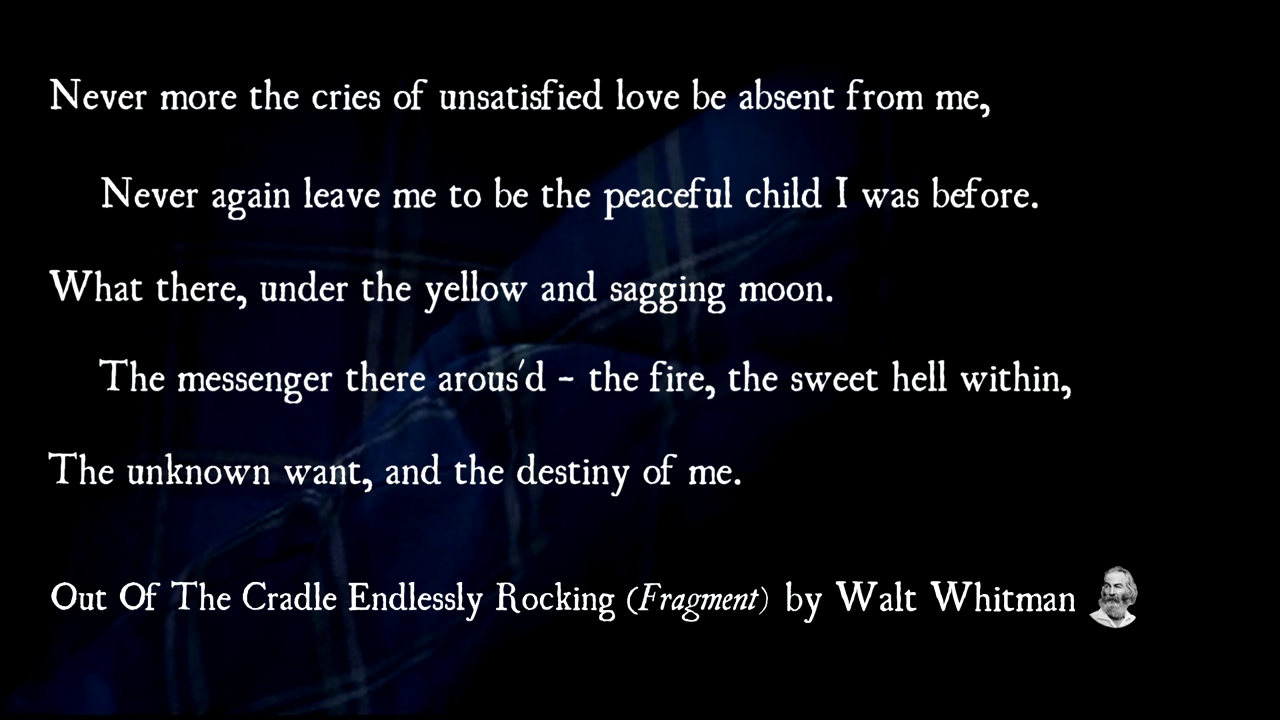 Never more the cries of unsatisfied love be absent from me,
Never again leave me to be the peaceful child I was before.
What there, under the yellow and sagging moon.
The messenger there arous'd - the fire, the sweet hell within,
The unknown want, and the destiny of me.
Out Of The Cradle Endlessly Rocking (Fragment) by Walt Whitman